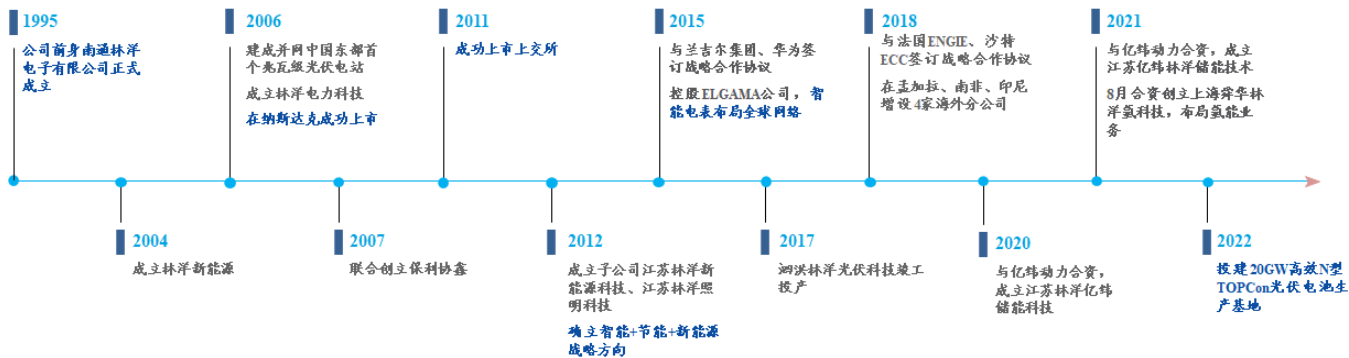 1995
公司前身南通林洋
电子有限公司正式
成立
2006
建成并网中国东部首
个兆瓦级光伏电站
成立林洋电力科技
在纳斯达克成功上市
2011
成功上市上交所
2015
与兰吉尔集团、华为签
订战略合作协议
控股ELGAMA公司，智
能电表布局全球网络
2018
与法国ENGIE、沙特
ECC签订战略合作协议
在孟加拉、南非、印尼
增设4家海外分公司
2021
与亿纬动力合资，成立
江苏亿纬林洋储能技术
8月合资创立上海舜华林
洋氢科技，布局氢能业
务
2004
成立林洋新能源
2007
联合创立保利协鑫
2012
成立子公司江苏林洋新
能源科技、江苏林洋照
明科技
确立智能+节能+新能源
战略方向
2017
泗洪林洋光伏科技竣工
投产
2020
与亿纬动力合资，
成立江苏林洋亿纬
储能科技
2022
投建20GW高效N型
TOPCon光伏电池生
产基地